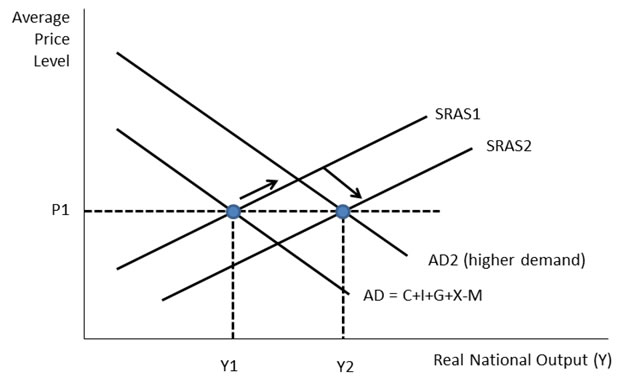 Average
Price
Level
SRAS1
SRAS2
P1
AD2 (higher demand)
AD = C+I+G+X-M
Y1
Y2
Real National Output (Y)